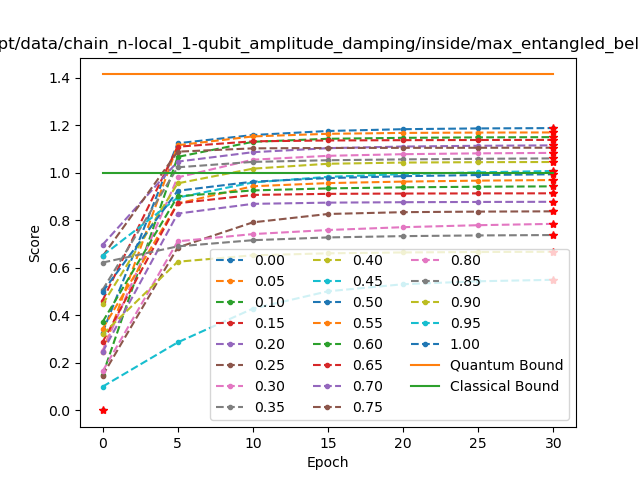 pt/data/chain_n-local_1-qubit_amplitude_damping/inside/max_entangled_bel
Score
1.4
1.2
1.0
0.8
0.6
0.4
0.2
0.0
0.00 0.40 0.80
0.05 0.45 0.85
0.10 0.50 0.90
0.15 0.55 0.95
0.20 0.60 1.00
0.25 0.65 Quantum Bound
0.30 0.70 Classical Bound
0.35 0.75
0 5 10 15 20 25 30
Epoch